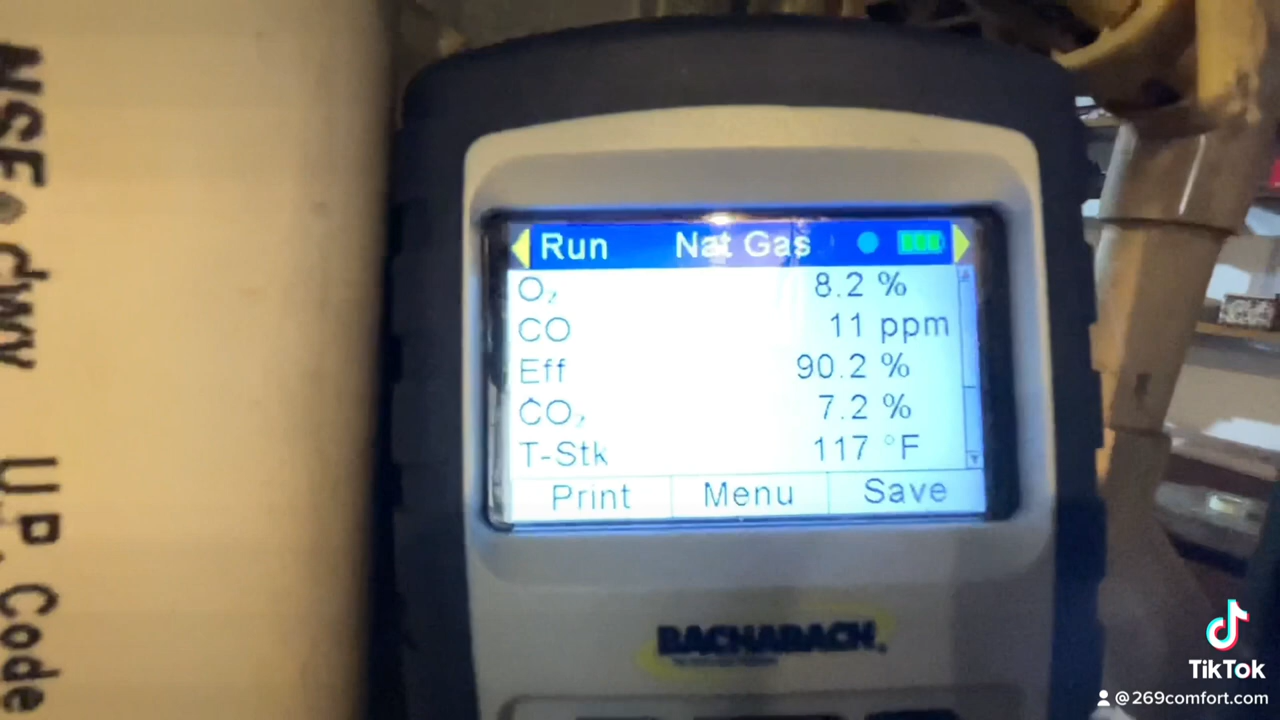 Run Nat Gas
O₂ 8.2 %
CO 11 ppm
Eff 90.2 %
CO₂ 7.2 %
T-Stk 117 °F
Print Menu Save
BACHARACH
NSF® dwv U.P. Code
TikTok
@269comfort.com